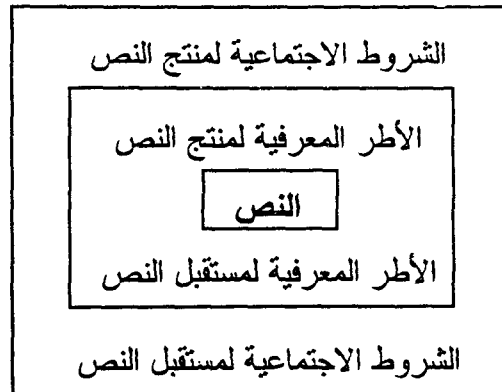 الشروط الاجتماعية لمنتج النص
الأطر المعرفية لمنتج النص
النص
الأطر المعرفية لمستقبل النص
الشروط الاجتماعية لمستقبل النص